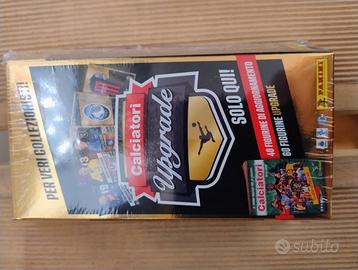 PER VERI COLLEZIONISTI!
Calciatori
Upgrade
SOLO QUI!
40 FIGURINE DI AGGIORNAMENTO
60 FIGURINE UPGRADE
PANINI
Calciatori
subito